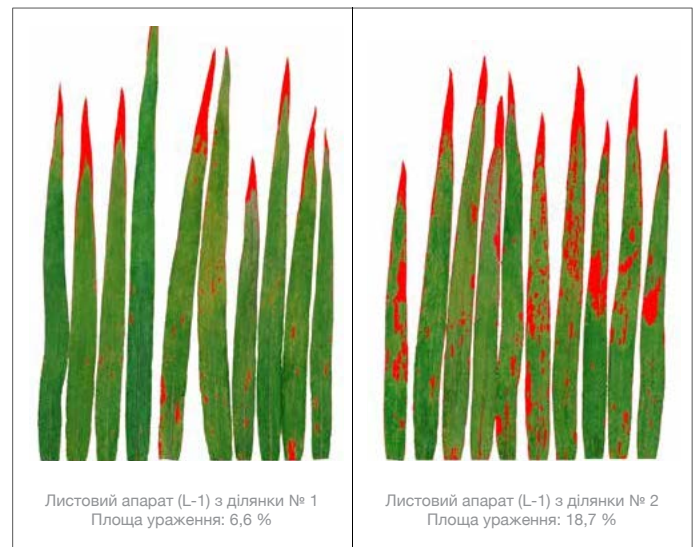 Листовий апарат (L-1) з ділянки № 1
Площа ураження: 6,6 %
Листовий апарат (L-1) з ділянки № 2
Площа ураження: 18,7 %